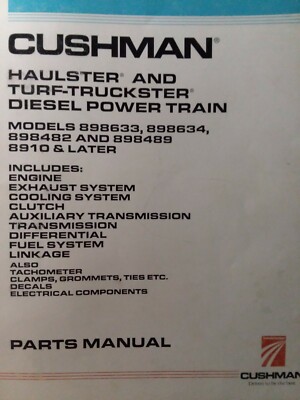 CUSHMAN®
HAULSTER® AND
TURF-TRUCKSTER®
DIESEL POWER TRAIN
MODELS 898633, 898634,
898482 AND 898489
8910 & LATER
INCLUDES:
ENGINE
EXHAUST SYSTEM
COOLING SYSTEM
CLUTCH
AUXILIARY TRANSMISSION
TRANSMISSION
DIFFERENTIAL
FUEL SYSTEM
LINKAGE
ALSO
TACHOMETER
CLAMPS, GROMMETS, TIES ETC.
DECALS
ELECTRICAL COMPONENTS
PARTS MANUAL
CUSHMAN